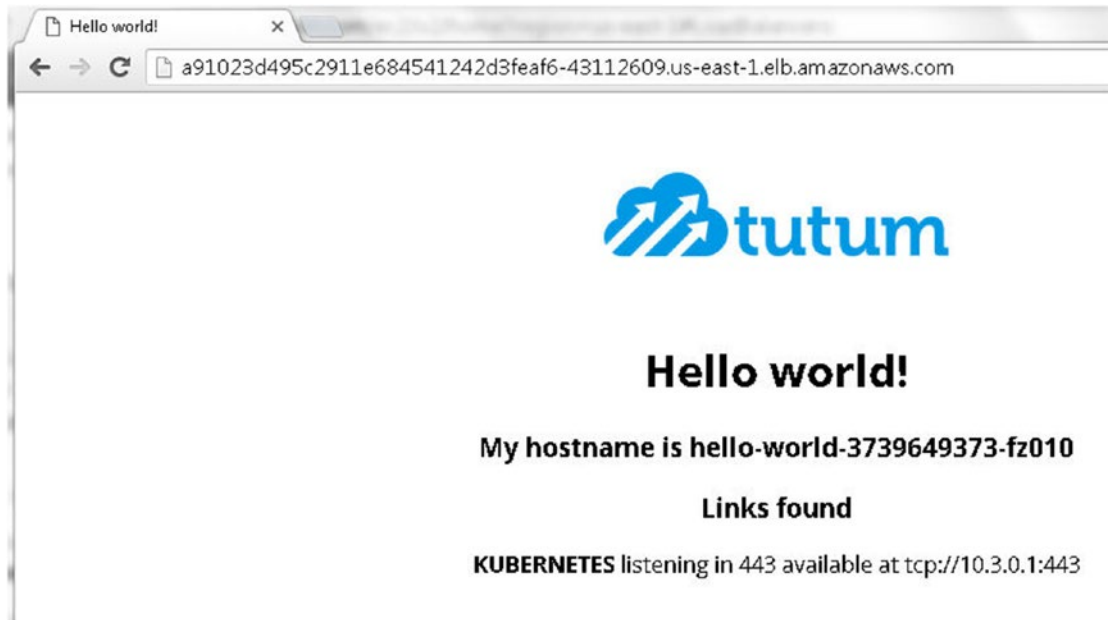 Hello world!
a91023d495c2911e684541242d3feaf6-43112609.us-east-1.elb.amazonaws.com
tutum
Hello world!
My hostname is hello-world-3739649373-fz010
Links found
KUBERNETES listening in 443 available at tcp://10.3.0.1:443